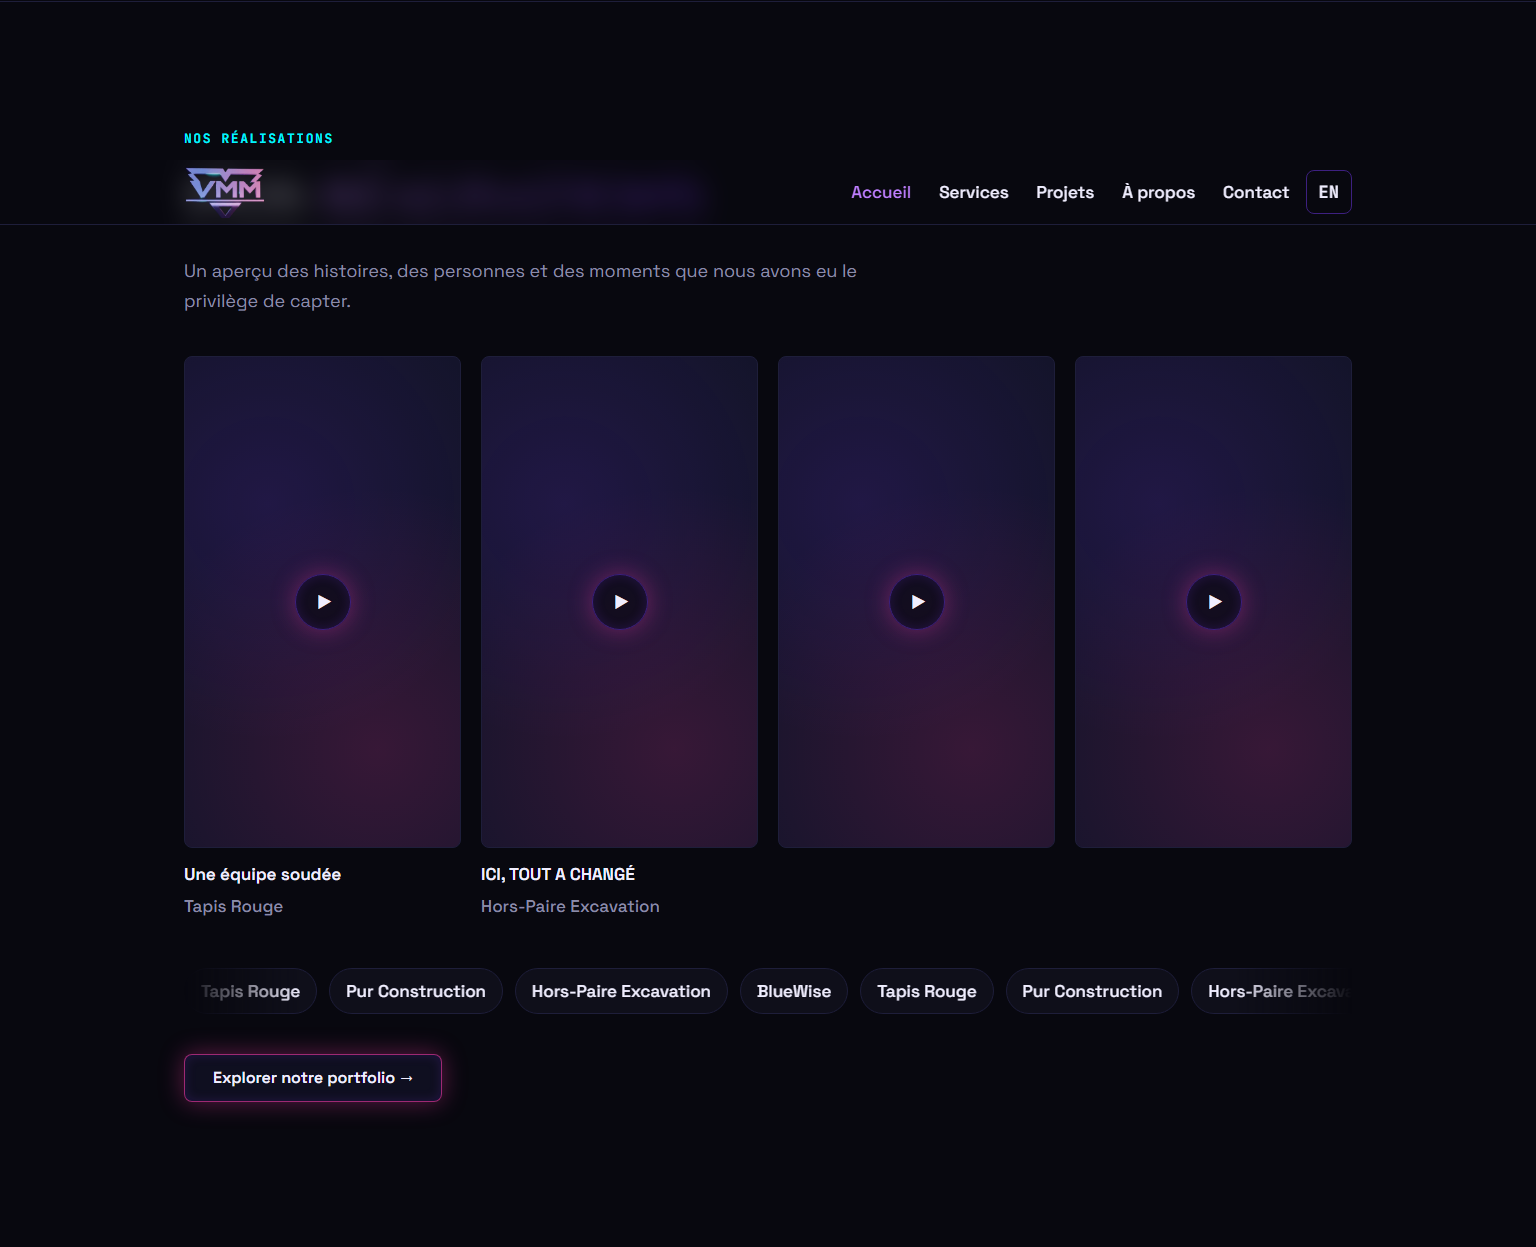 NOS RÉALISATIONS
VMM
Accueil Services Projets À propos Contact EN
Un aperçu des histoires, des personnes et des moments que nous avons eu le
privilège de capter.
Une équipe soudée
Tapis Rouge
ICI, TOUT A CHANGÉ
Hors-Paire Excavation
Tapis Rouge Pur Construction Hors-Paire Excavation BlueWise Tapis Rouge Pur Construction Hors-Paire
Explorer notre portfolio →